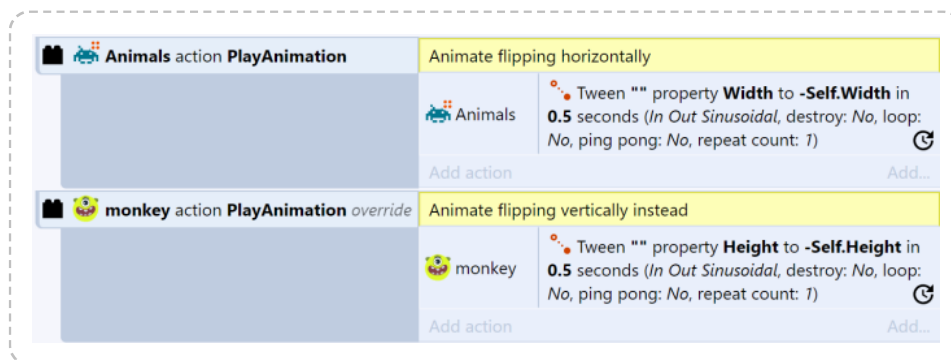 Animals action PlayAnimation
Animate flipping horizontally
Animals
Tween "" property Width to -Self.Width in
0.5 seconds (In Out Sinusoidal, destroy: No, loop:
No, ping pong: No, repeat count: 1)
Add action
Add...
monkey action PlayAnimation override
Animate flipping vertically instead
monkey
Tween "" property Height to -Self.Height in
0.5 seconds (In Out Sinusoidal, destroy: No, loop:
No, ping pong: No, repeat count: 1)
Add action
Add...